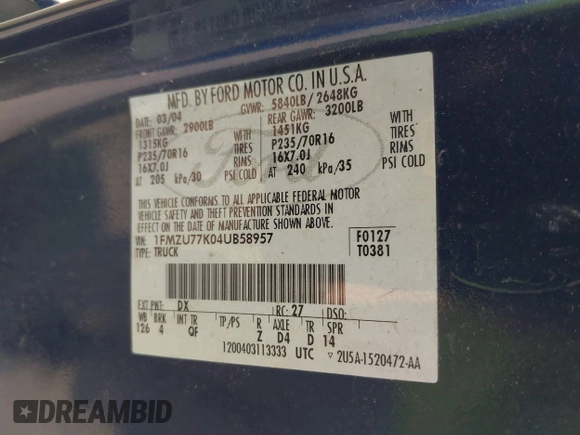 MFD. BY FORD MOTOR CO. IN U.S.A.
DATE: 03/04 GVWR: 5840LB/ 2648KG
FRONT GAWR: 2900LB REAR GAWR: 3200LB
1315KG WITH 1451KG WITH
P235/70R16 TIRES P235/70R16 TIRES
16X7.0J RIMS 16X7.0J RIMS
AT 205 kPa/30 PSI COLD AT 240 kPa/35 PSI COLD
Ford
THIS VEHICLE CONFORMS TO ALL APPLICABLE FEDERAL MOTOR
VEHICLE SAFETY AND THEFT PREVENTION STANDARDS IN
EFFECT ON THE DATE OF MANUFACTURE SHOWN ABOVE.
VIN: 1FMZU77K04UB58957 F0127
TYPE: TRUCK T0381
EXT PNT: DX RC: 27 DSO:
WB BRK INT TR TP/PS R AXLE TR SPR
126 4 QF Z D4 D 14
1200403113333 UTC ▽ 2U5A-1520472-AA
DREAMBID